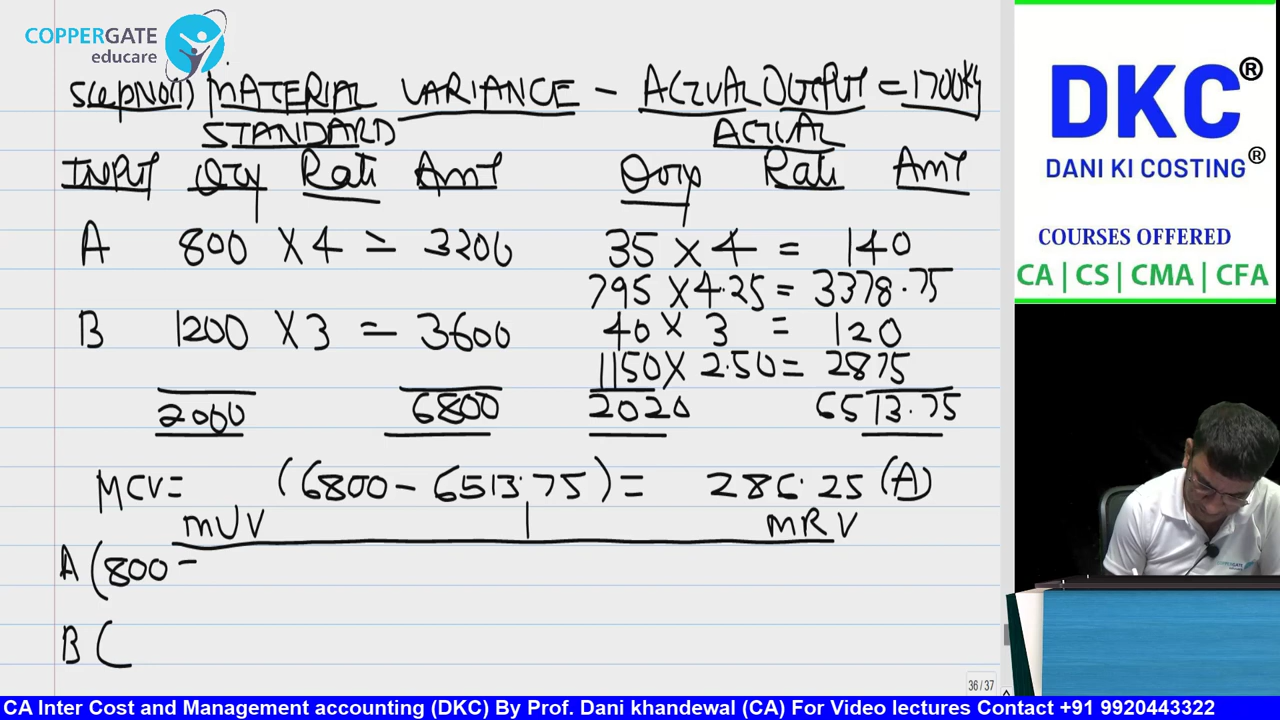 COPPERGATE
educare
Step No(1) MATERIAL VARIANCE - ACTUAL OUTPUT = 1700Kg
STANDARD ACTUAL
INPUT Qty Rate Amt Qty Rate Amt
A 800 X 4 = 3200 35 X 4 = 140
795 X 4.25 = 3378.75
B 1200 X 3 = 3600 40 X 3 = 120
1150 X 2.50 = 2875
2000 6800 2020 6513.75
MCV = (6800 - 6513.75) = 286.25 (A)
MUV | MRV
A (800 -
B (
36 / 37
DKC®
DANI KI COSTING®
COURSES OFFERED
CA | CS | CMA | CFA
CA Inter Cost and Management accounting (DKC) By Prof. Dani khandewal (CA) For Video lectures Contact +91 9920443322